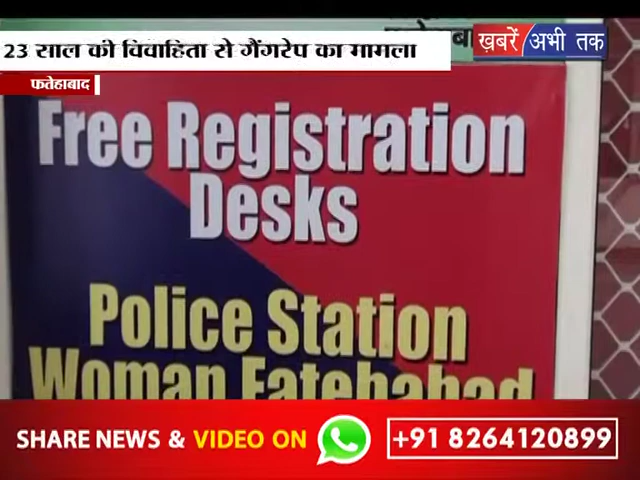 23 साल की विवाहिता से गैंगरेप का मामला
ख़बरें अभी तक
फतेहाबाद
Free Registration
Desks
Police Station
Woman Fatehabad
SHARE NEWS & VIDEO ON +91 8264120899